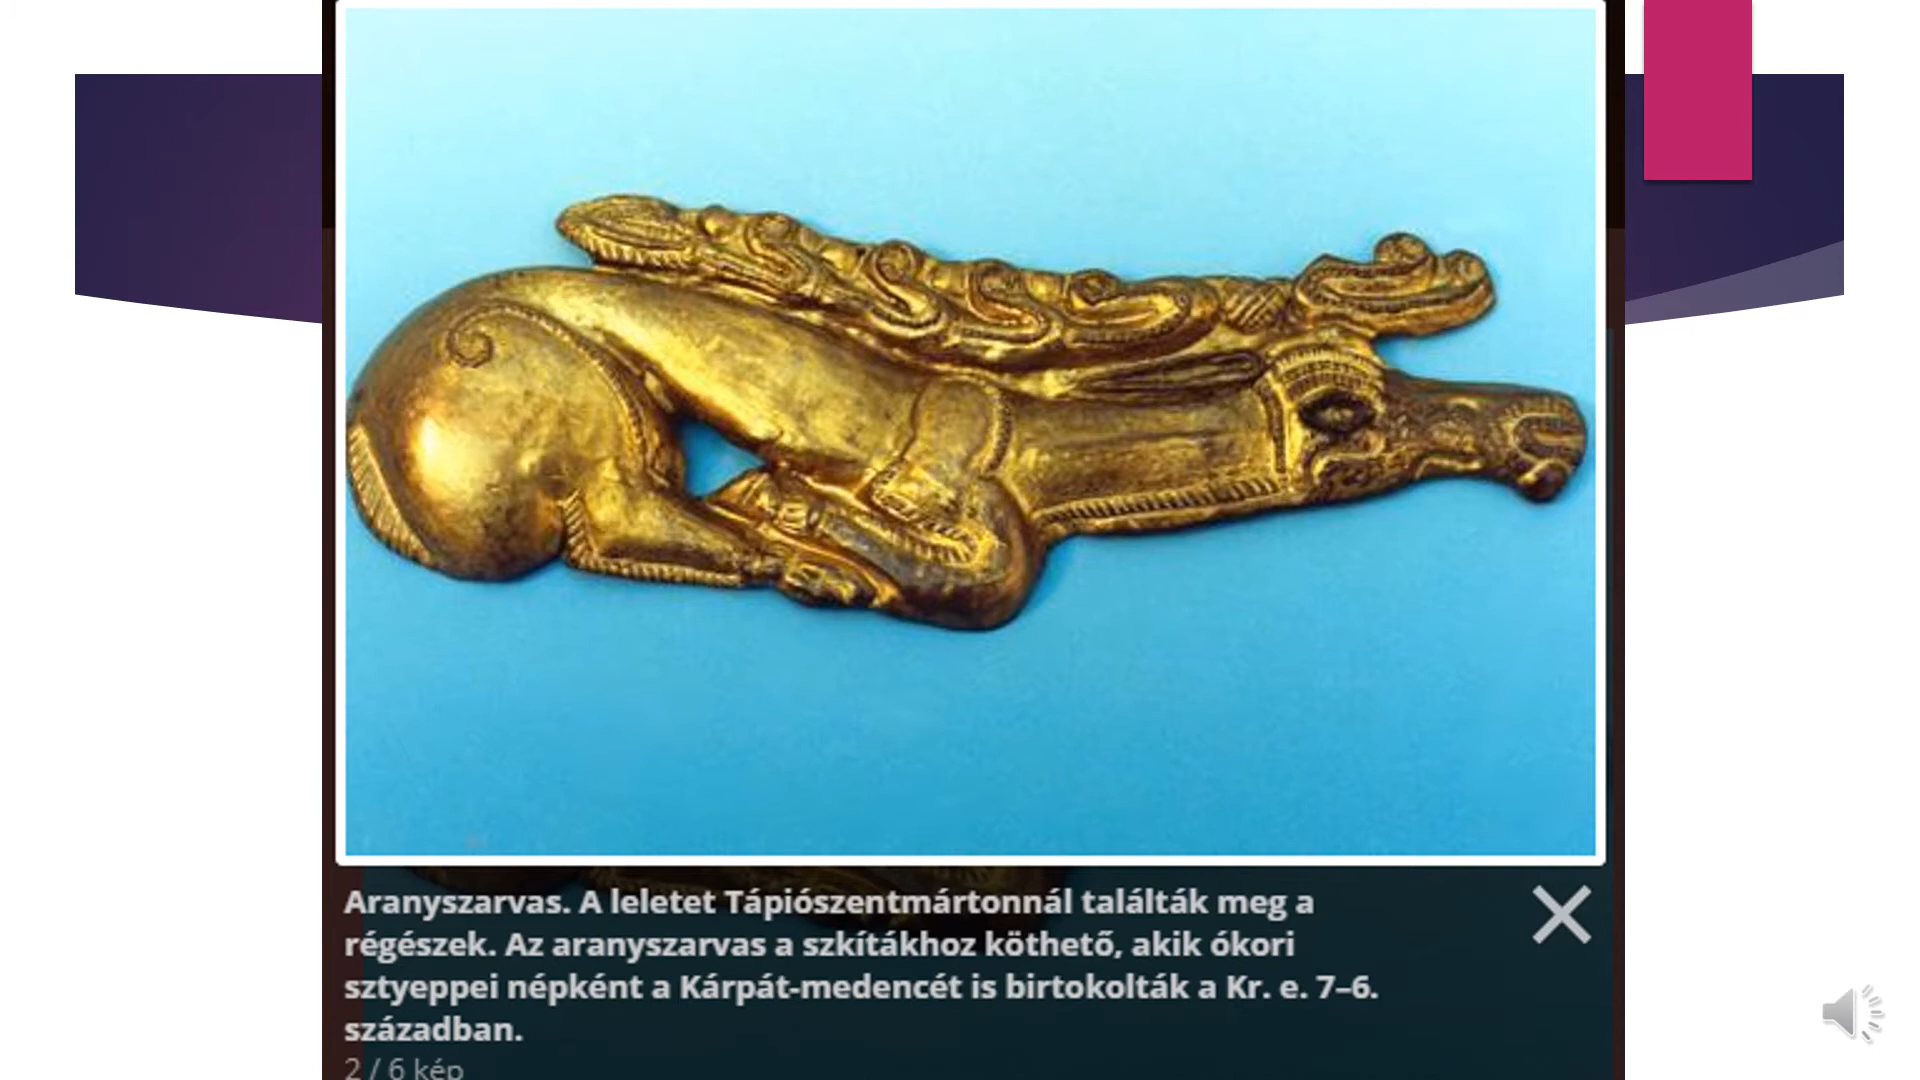 Aranyszarvas. A leletet Tápiószentmártonnál találták meg a
régészek. Az aranyszarvas a szkítákhoz köthető, akik ókori
sztyeppei népként a Kárpát-medencét is birtokolták a Kr. e. 7–6.
században.
2 / 6 kép